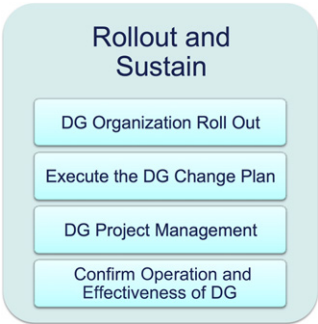 Rollout and
Sustain
DG Organization Roll Out
Execute the DG Change Plan
DG Project Management
Confirm Operation and
Effectiveness of DG